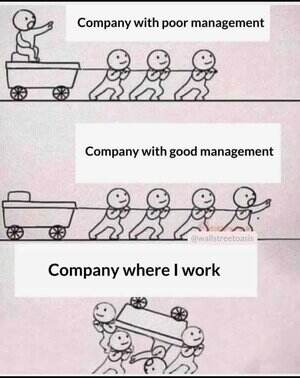 Company with poor management
Company with good management
@wallstreetoasis
Company where I work